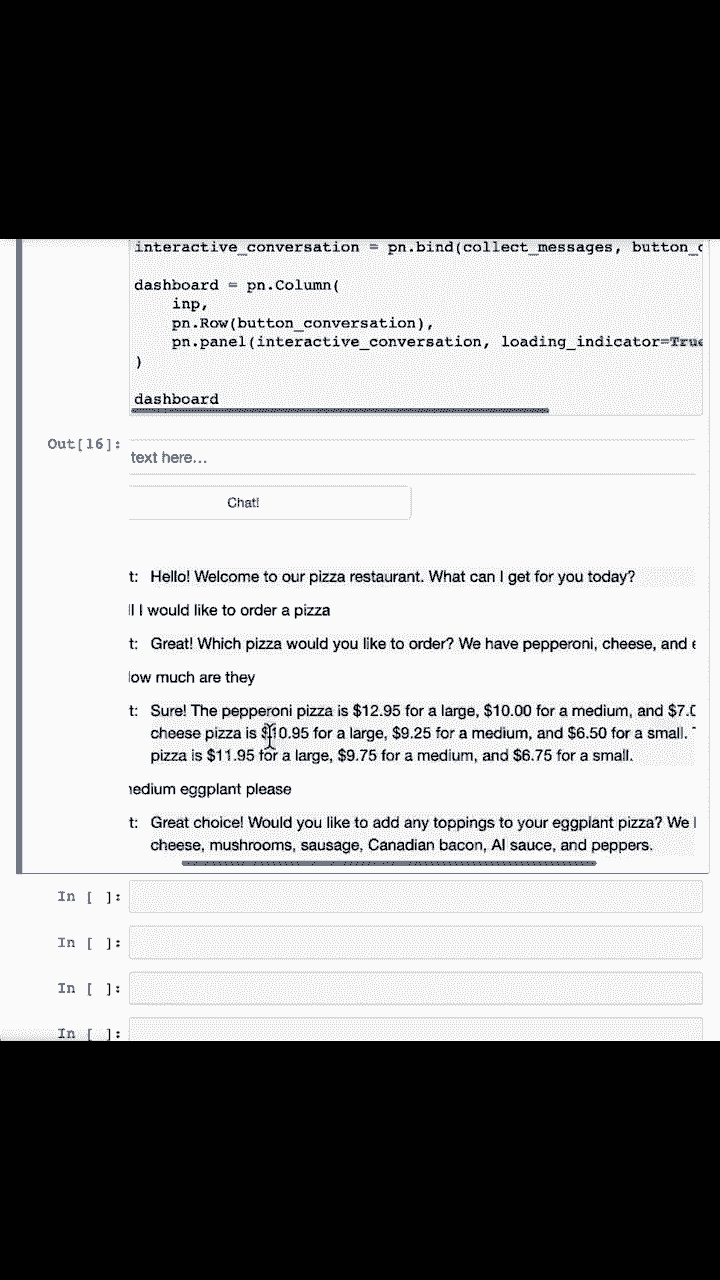 interactive_conversation = pn.bind(collect_messages, button_c
dashboard = pn.Column(
inp,
pn.Row(button_conversation),
pn.panel(interactive_conversation, loading_indicator=True
)
dashboard
Out[16]:
text here...
Chat!
t: Hello! Welcome to our pizza restaurant. What can I get for you today?
I would like to order a pizza
t: Great! Which pizza would you like to order? We have pepperoni, cheese, and e
low much are they
t: Sure! The pepperoni pizza is $12.95 for a large, $10.00 for a medium, and $7.0
cheese pizza is $10.95 for a large, $9.25 for a medium, and $6.50 for a small.
pizza is $11.95 for a large, $9.75 for a medium, and $6.75 for a small.
nedium eggplant please
t: Great choice! Would you like to add any toppings to your eggplant pizza? We
cheese, mushrooms, sausage, Canadian bacon, AI sauce, and peppers.
In [ ]:
In [ ]:
In [ ]:
In [ ]: